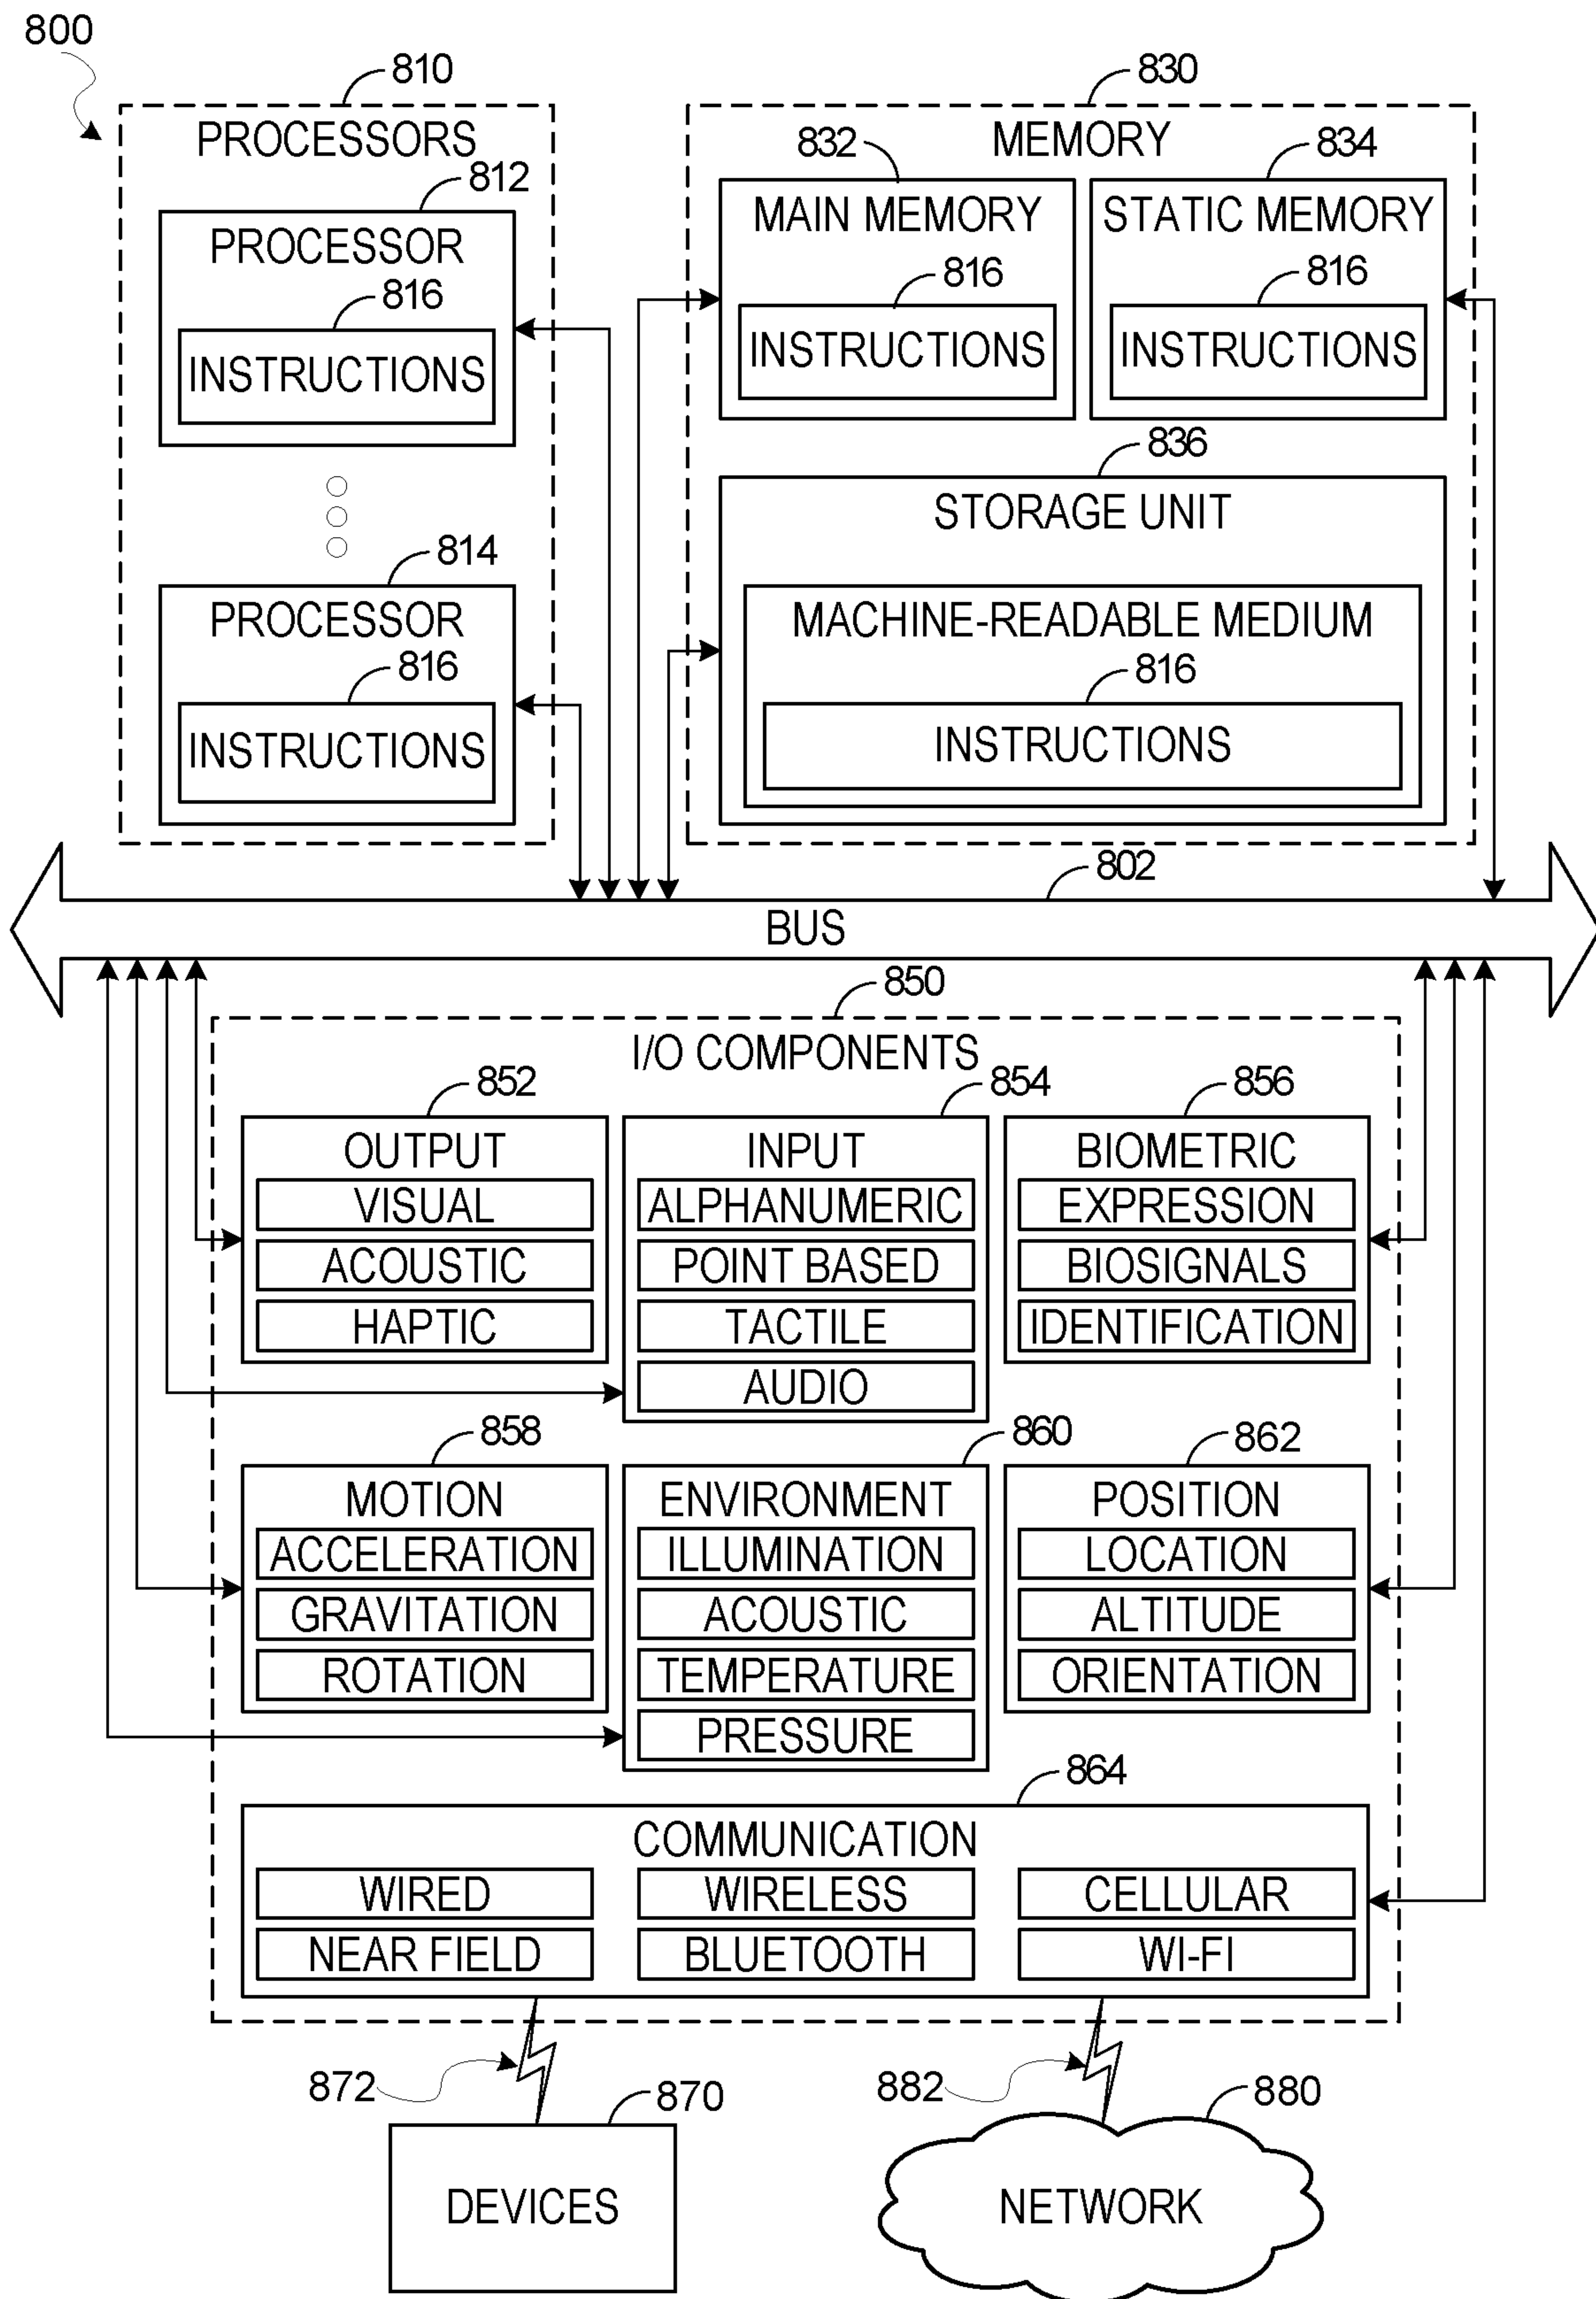 800
810
PROCESSORS
812
PROCESSOR
816
INSTRUCTIONS
814
PROCESSOR
816
INSTRUCTIONS
830
MEMORY
832
MAIN MEMORY
816
INSTRUCTIONS
834
STATIC MEMORY
816
INSTRUCTIONS
836
STORAGE UNIT
MACHINE-READABLE MEDIUM
816
INSTRUCTIONS
802
BUS
850
I/O COMPONENTS
852
OUTPUT
VISUAL
ACOUSTIC
HAPTIC
854
INPUT
ALPHANUMERIC
POINT BASED
TACTILE
AUDIO
856
BIOMETRIC
EXPRESSION
BIOSIGNALS
IDENTIFICATION
858
MOTION
ACCELERATION
GRAVITATION
ROTATION
860
ENVIRONMENT
ILLUMINATION
ACOUSTIC
TEMPERATURE
PRESSURE
862
POSITION
LOCATION
ALTITUDE
ORIENTATION
864
COMMUNICATION
WIRED
WIRELESS
CELLULAR
NEAR FIELD
BLUETOOTH
WI-FI
872
870
DEVICES
882
880
NETWORK